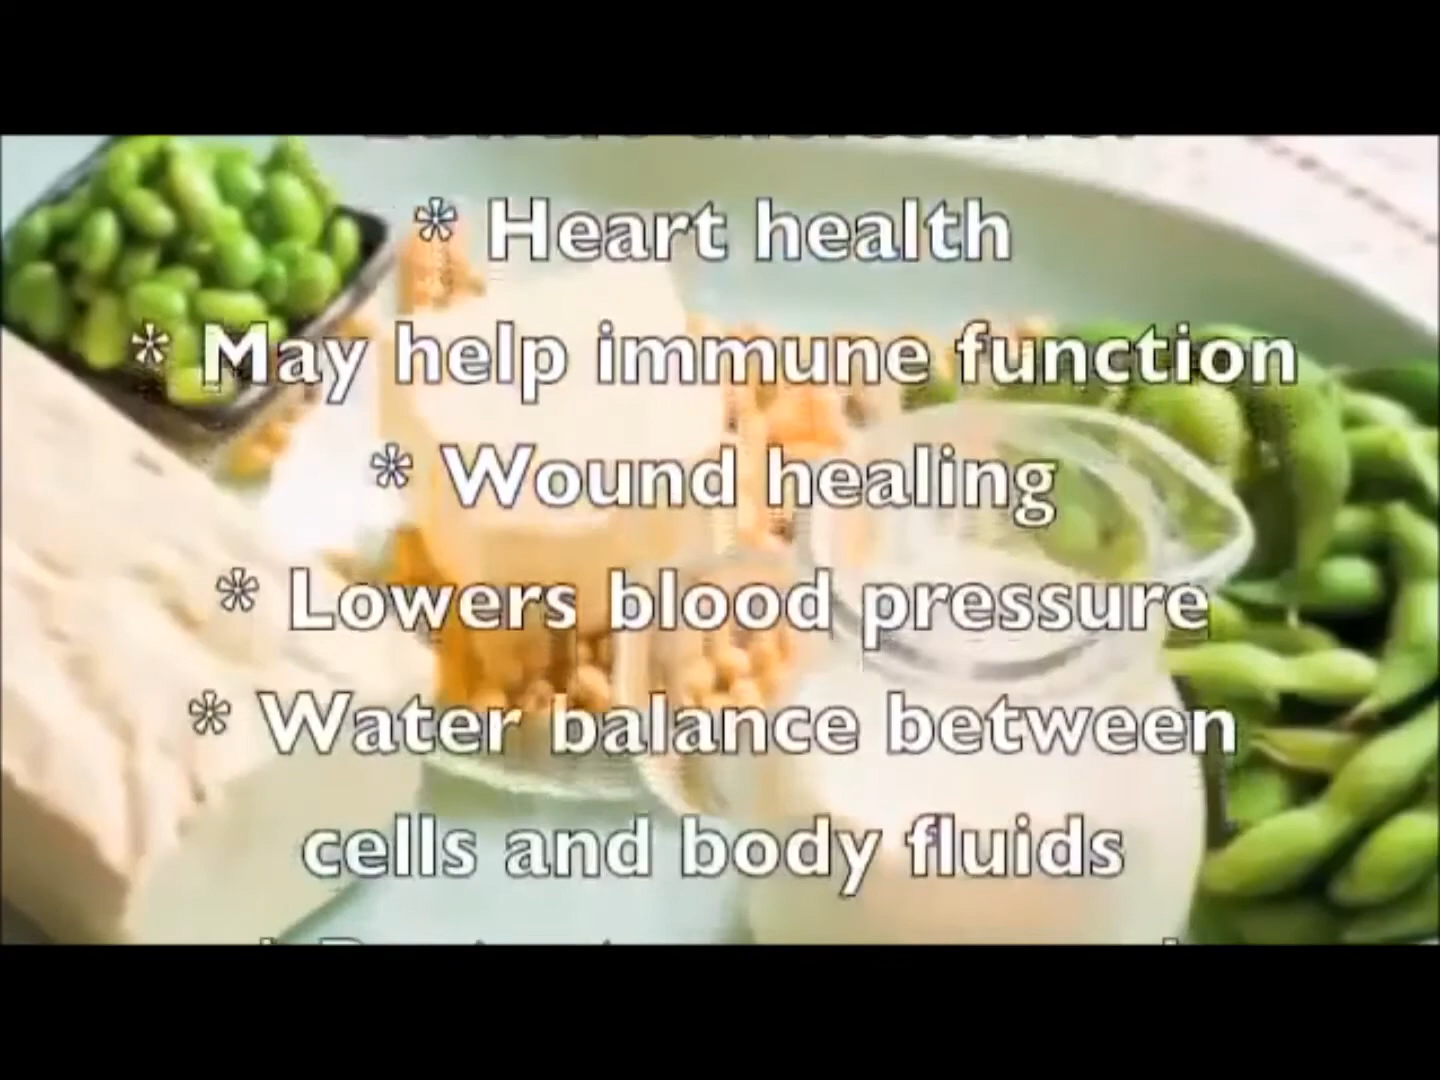 * Heart health
* May help immune function
* Wound healing
* Lowers blood pressure
* Water balance between
cells and body fluids